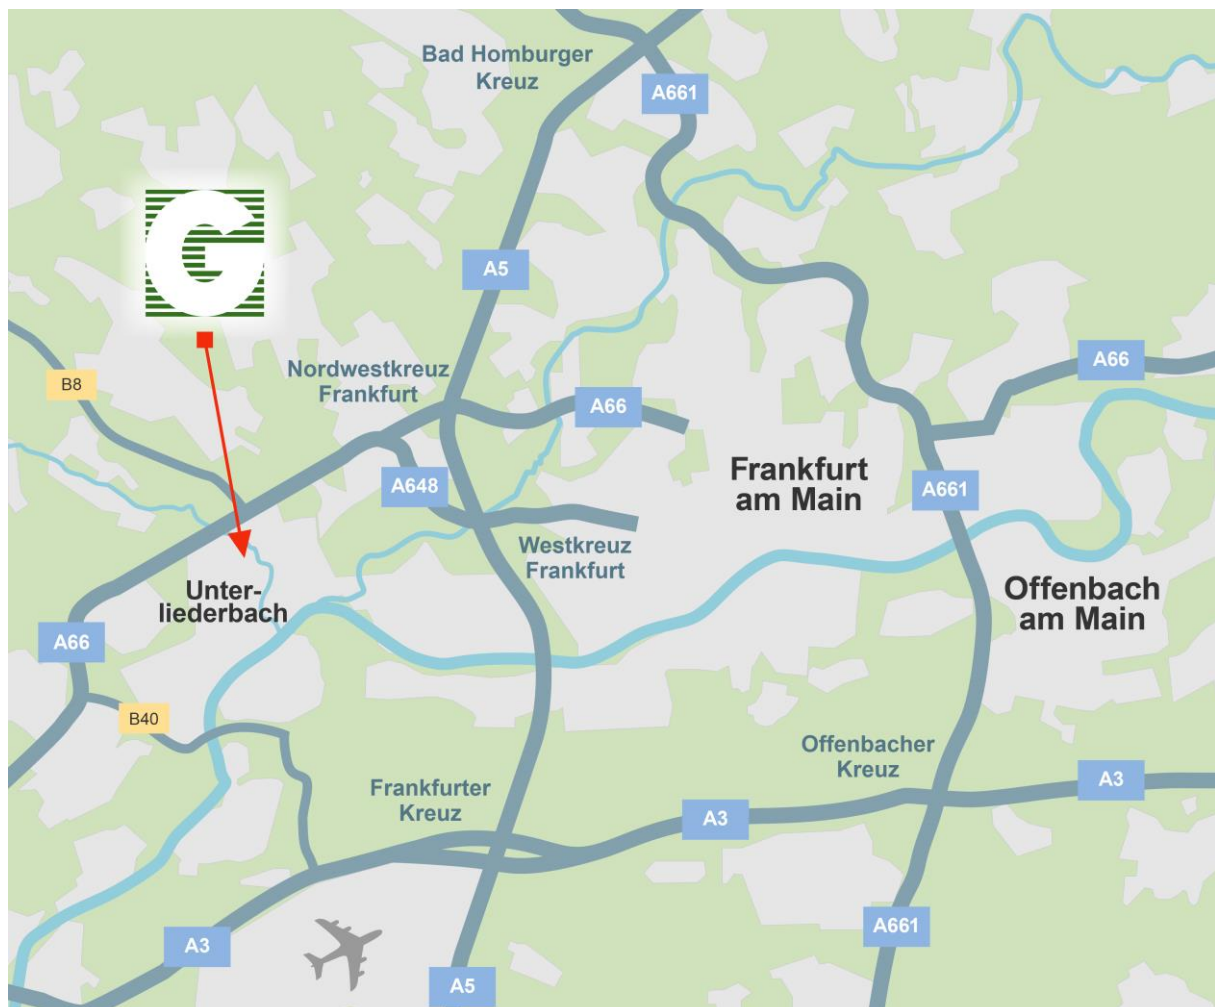 Bad Homburger
Kreuz
A661
G
A5
Nordwestkreuz
Frankfurt
A66
B8
A66
Frankfurt
am Main
A648
A661
Westkreuz
Frankfurt
Unter-
liederbach
Offenbach
am Main
A66
B40
Offenbacher
Kreuz
Frankfurter
Kreuz
A3
A3
A661
A3
A5